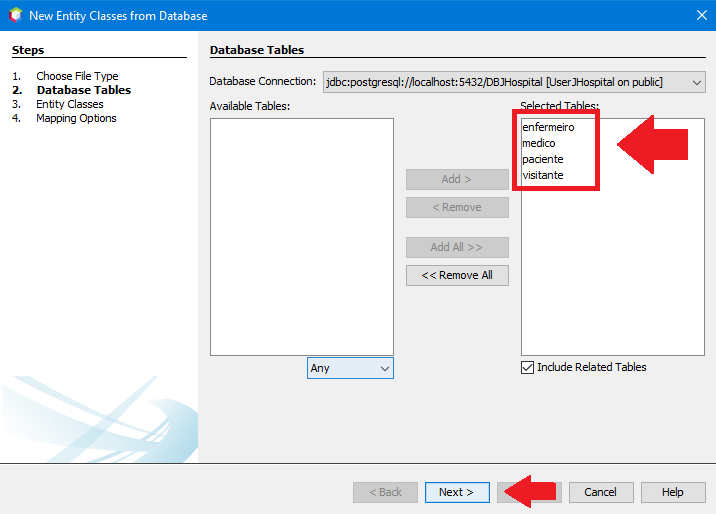 New Entity Classes from Database
Steps
1. Choose File Type
2. Database Tables
3. Entity Classes
4. Mapping Options
Database Tables
Database Connection: jdbc:postgresql://localhost:5432/DBJHospital [UserJHospital on public]
Available Tables:
Any
Add >
< Remove
Add All >>
<< Remove All
Selected Tables:
enfermeiro
medico
paciente
visitante
Include Related Tables
< Back
Next >
Cancel
Help